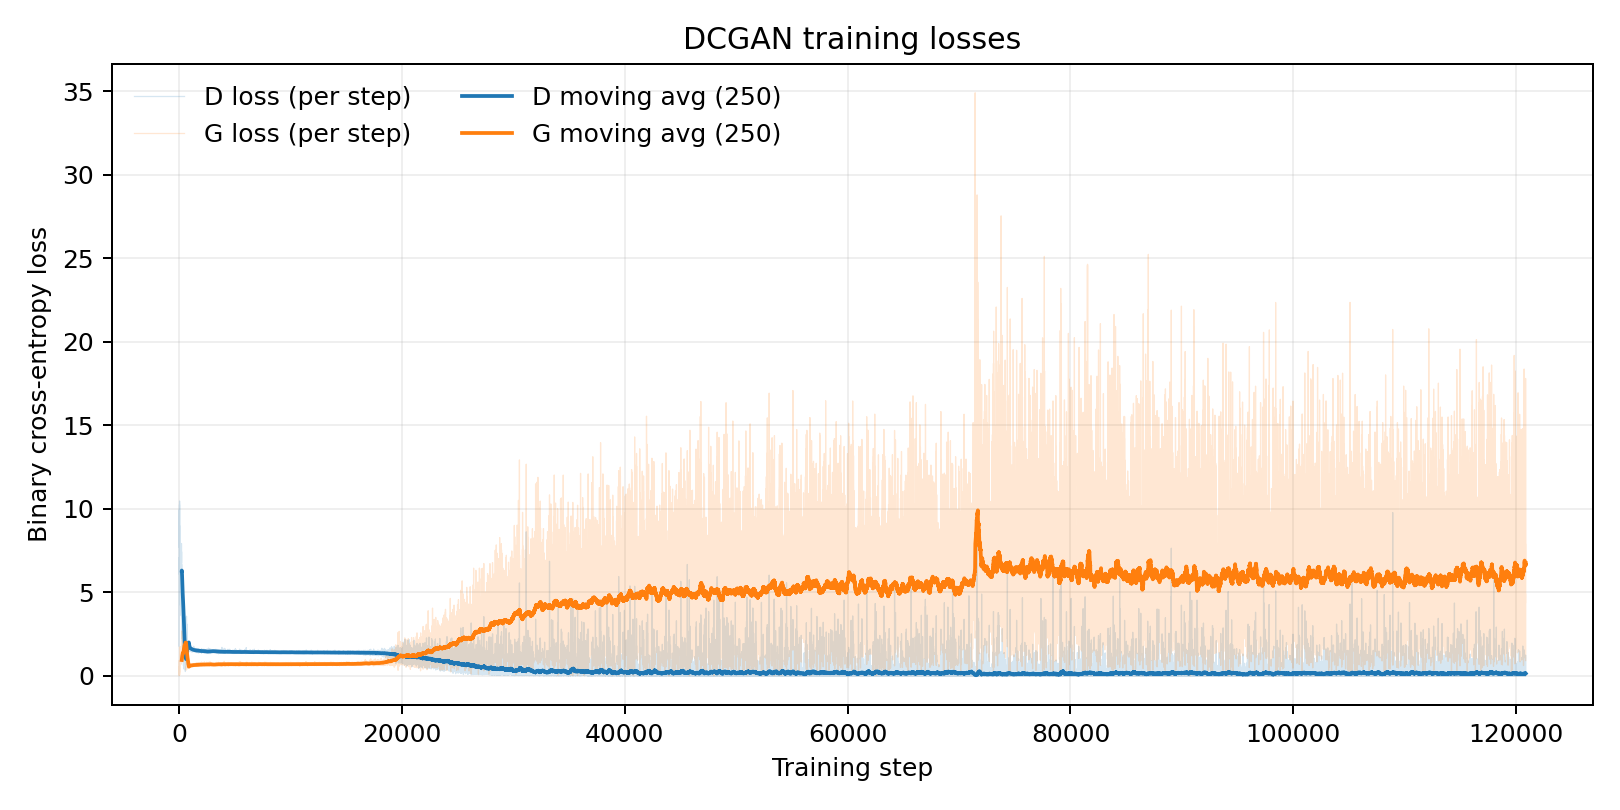 DCGAN training losses
D loss (per step)
G loss (per step)
D moving avg (250)
G moving avg (250)
Binary cross-entropy loss
35
30
25
20
15
10
5
0
0
20000
40000
60000
80000
100000
120000
Training step